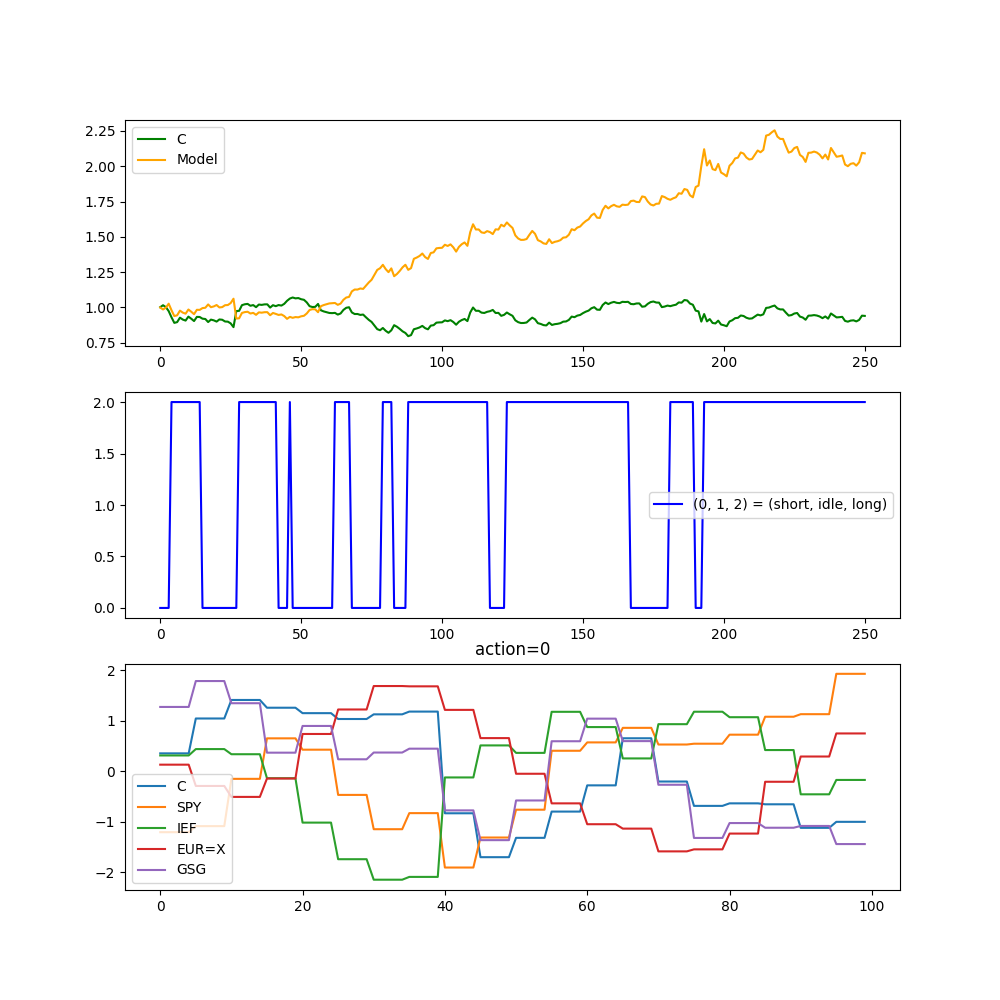 2.25
2.00
1.75
1.50
1.25
1.00
0.75
C
Model
0 50 100 150 200 250
2.0
1.5
1.0
0.5
0.0
(0, 1, 2) = (short, idle, long)
0 50 100 150 200 250
action=0
2
1
0
−1
−2
C
SPY
IEF
EUR=X
GSG
0 20 40 60 80 100